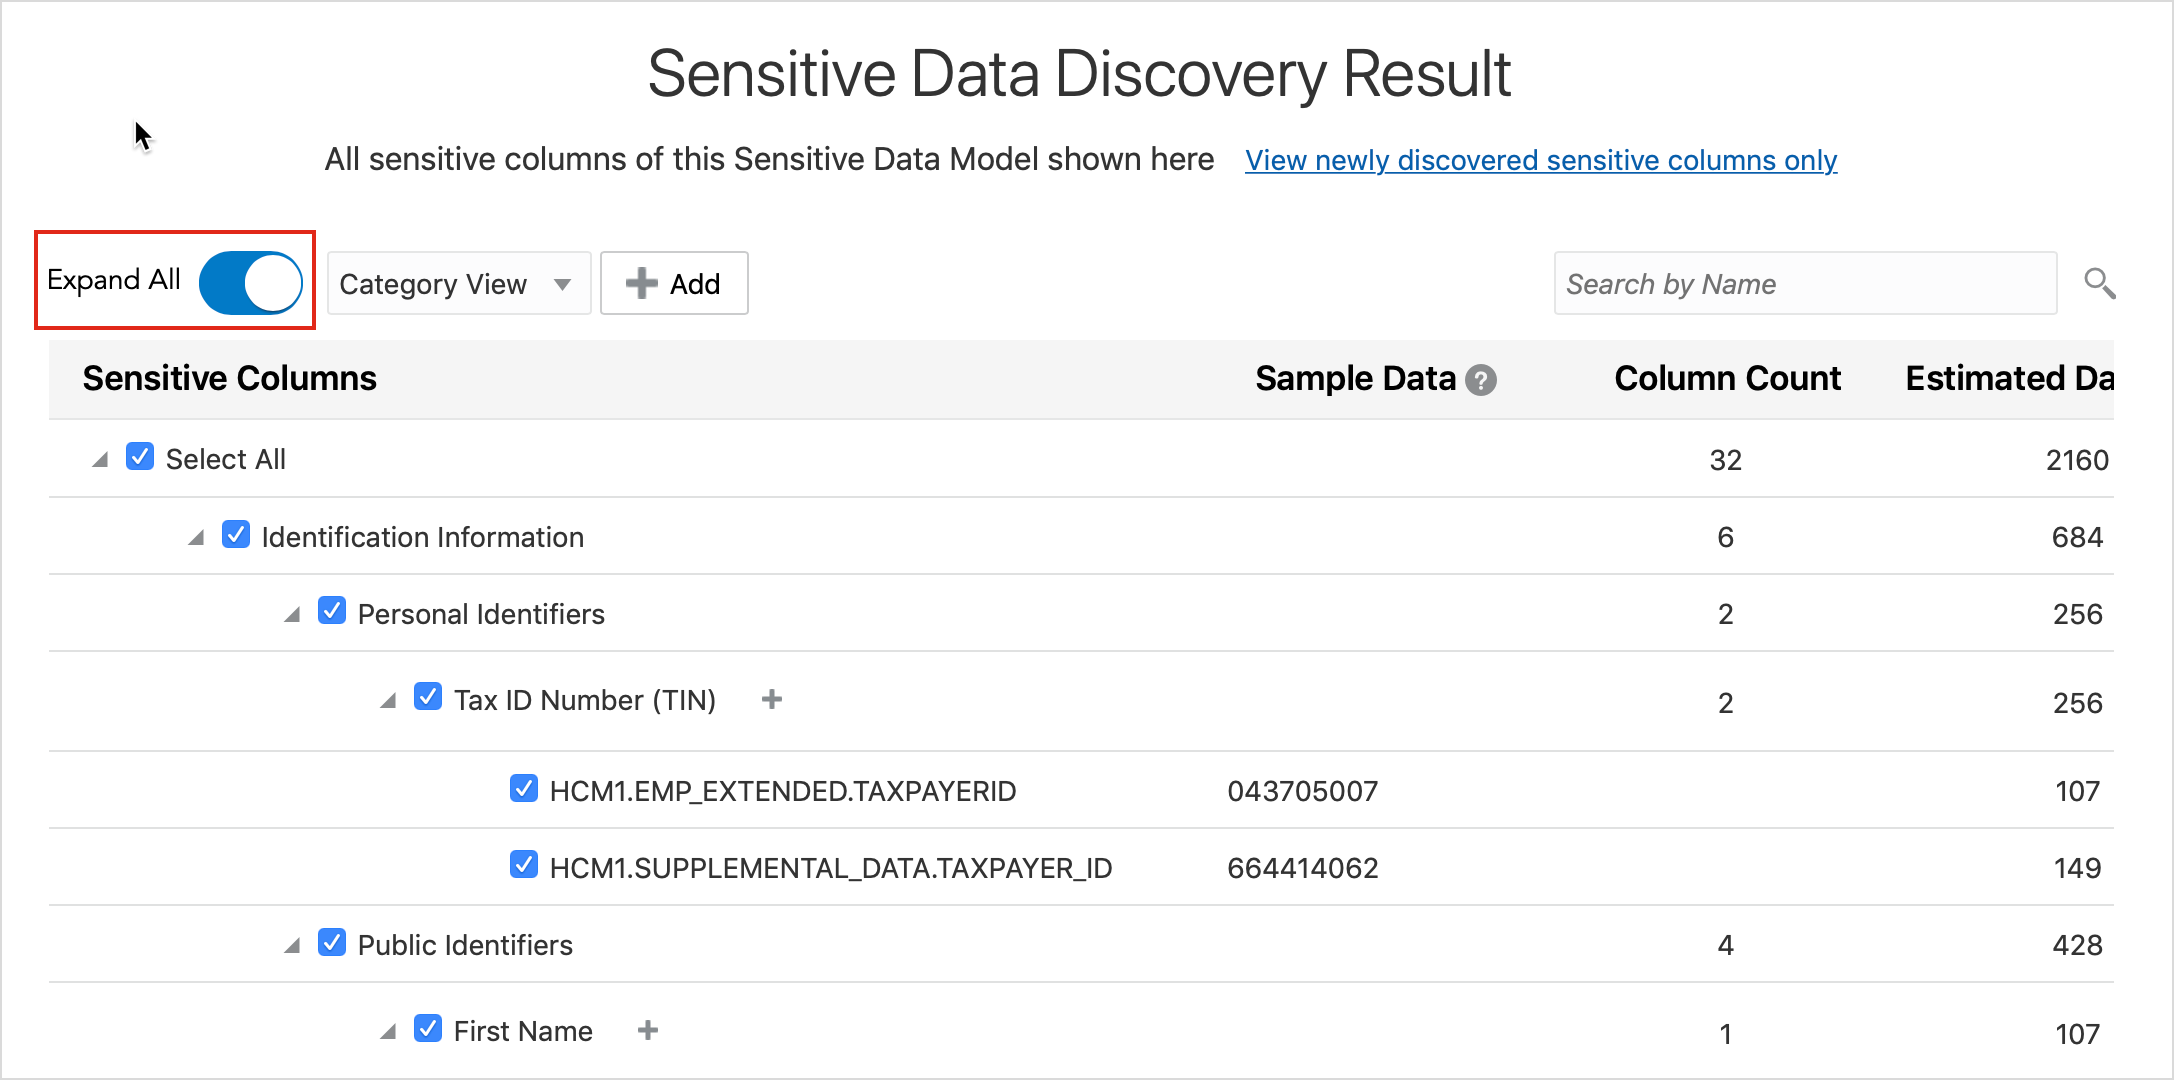 Sensitive Data Discovery Result
All sensitive columns of this Sensitive Data Model shown here View newly discovered sensitive columns only
Expand All Category View Add Search by Name
Sensitive Columns Sample Data ? Column Count Estimated Da
Select All 32 2160
Identification Information 6 684
Personal Identifiers 2 256
Tax ID Number (TIN) + 2 256
HCM1.EMP_EXTENDED.TAXPAYERID 043705007 107
HCM1.SUPPLEMENTAL_DATA.TAXPAYER_ID 664414062 149
Public Identifiers 4 428
First Name + 1 107